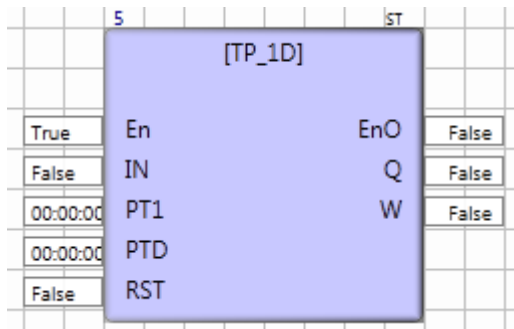 5 ST
[TP_1D]
True En EnO False
False IN Q False
00:00:00 PT1 W False
00:00:00 PTD
False RST